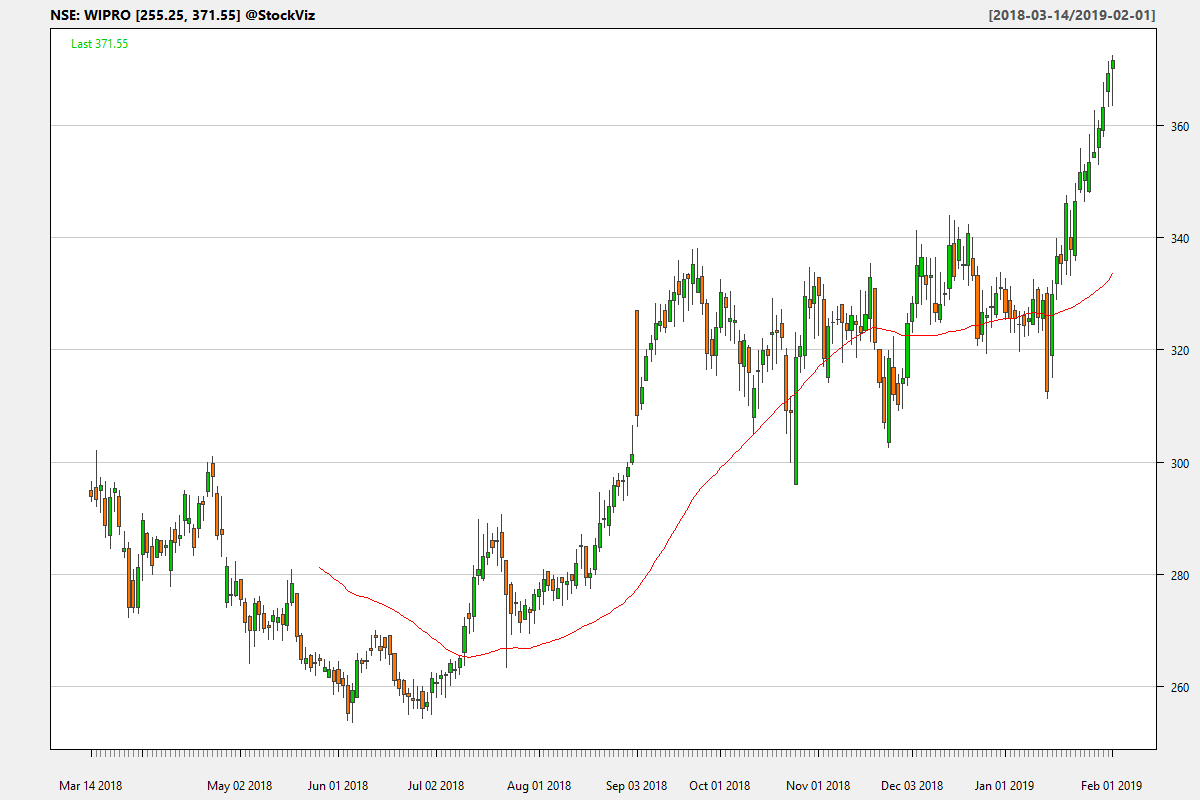 NSE: WIPRO [255.25, 371.55] @StockViz
[2018-03-14/2019-02-01]
Last 371.55
360
340
320
300
280
260
Mar 14 2018
May 02 2018
Jun 01 2018
Jul 02 2018
Aug 01 2018
Sep 03 2018
Oct 01 2018
Nov 01 2018
Dec 03 2018
Jan 01 2019
Feb 01 2019